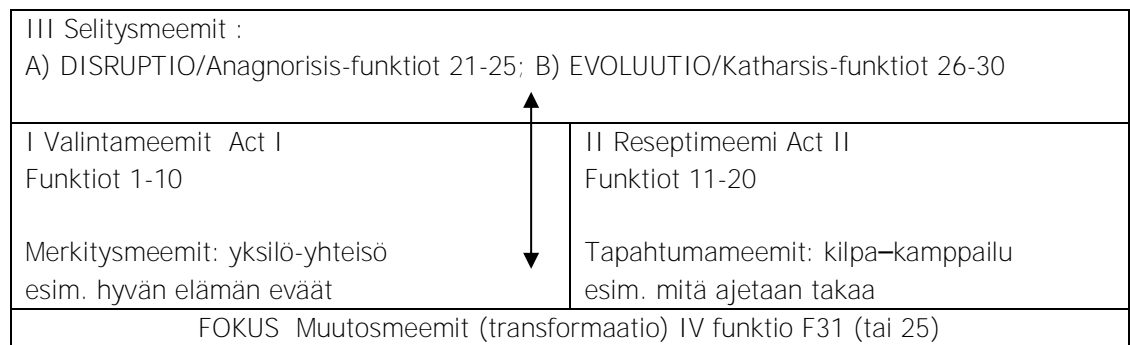 III Selitysmeemit :
A) DISRUPTIO/Anagnorisis-funktiot 21-25; B) EVOLUUTIO/Katharsis-funktiot 26-30
I Valintameemit Act I
Funktiot 1-10
Merkitysmeemit: yksilö-yhteisö
esim. hyvän elämän eväät
II Reseptimeemi Act II
Funktiot 11-20
Tapahtumameemit: kilpa–kamppailu
esim. mitä ajetaan takaa
FOKUS Muutosmeemit (transformaatio) IV funktio F31 (tai 25)